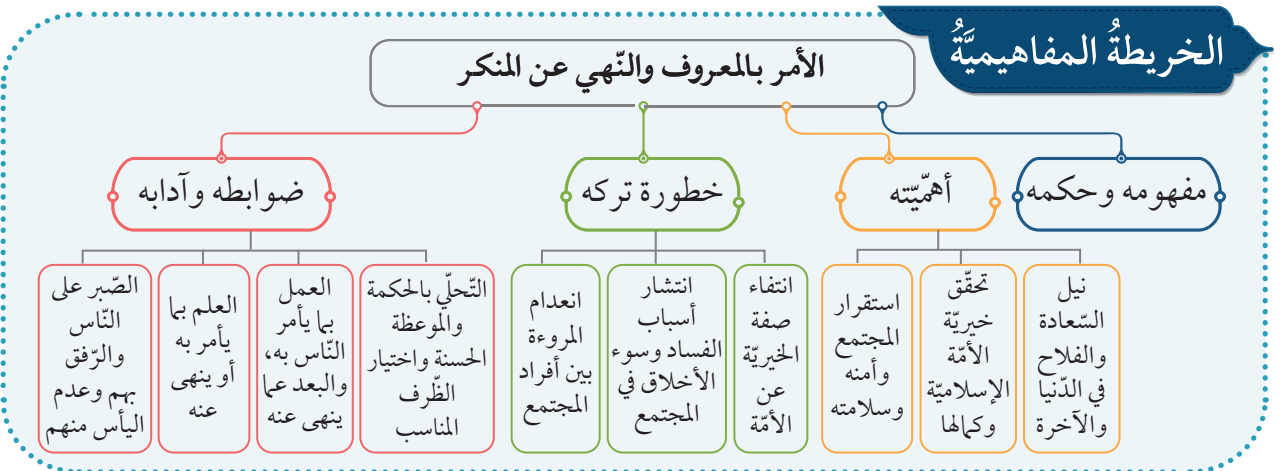 الخريطةُ المفاهيميَّةُ
الأمر بالمعروف والنّهي عن المنكر
مفهومه وحكمه
أهمّيّته
خطورة تركه
ضوابطه وآدابه
نيل
السّعادة
والفلاح
في الدّنيا
والآخرة
تحقّق
خيريّة
الأمّة
الإسلاميّة
وكمالها
استقرار
المجتمع
وأمنه
وسلامته
انتفاء
صفة
الخيريّة
عن
الأمّة
انتشار
أسباب
الفساد وسوء
الأخلاق في
المجتمع
انعدام
المروءة
بين أفراد
المجتمع
التّحلّي بالحكمة
والموعظة
الحسنة واختيار
الظّرف
المناسب
العمل
بما يأمر
النّاس به،
والبعد عما
ينهى عنه
العلم بما
يأمر به
أو ينهى
عنه
الصّبر على
النّاس
والرّفق
بهم وعدم
اليأس منهم